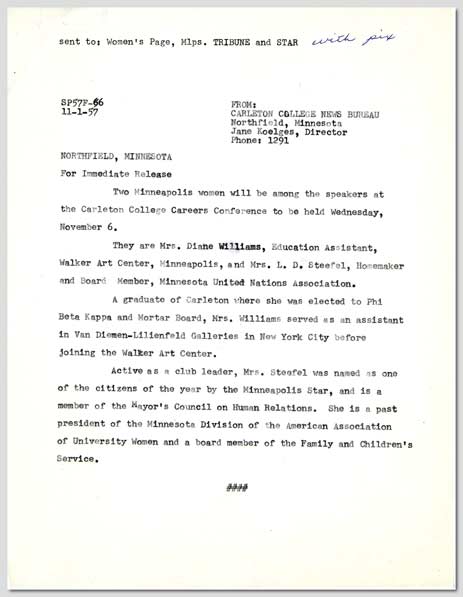 sent to: Women's Page, Mlps. TRIBUNE and STAR with pix
SP57F-66
11-1-57
FROM:
CARLETON COLLEGE NEWS BUREAU
Northfield, Minnesota
Jane Koelges, Director
Phone: 1291
NORTHFIELD, MINNESOTA
For Immediate Release
Two Minneapolis women will be among the speakers at
the Carleton College Careers Conference to be held Wednesday,
November 6.
They are Mrs. Diane Williams, Education Assistant,
Walker Art Center, Minneapolis, and Mrs. L. D. Steefel, Homemaker
and Board Member, Minnesota United Nations Association.
A graduate of Carleton where she was elected to Phi
Beta Kappa and Mortar Board, Mrs. Williams served as an assistant
in Van Diemen-Lilienfeld Galleries in New York City before
joining the Walker Art Center.
Active as a club leader, Mrs. Steefel was named as one
of the citizens of the year by the Minneapolis Star, and is a
member of the Mayor's Council on Human Relations. She is a past
president of the Minnesota Division of the American Association
of University Women and a board member of the Family and Children's
Service.
####